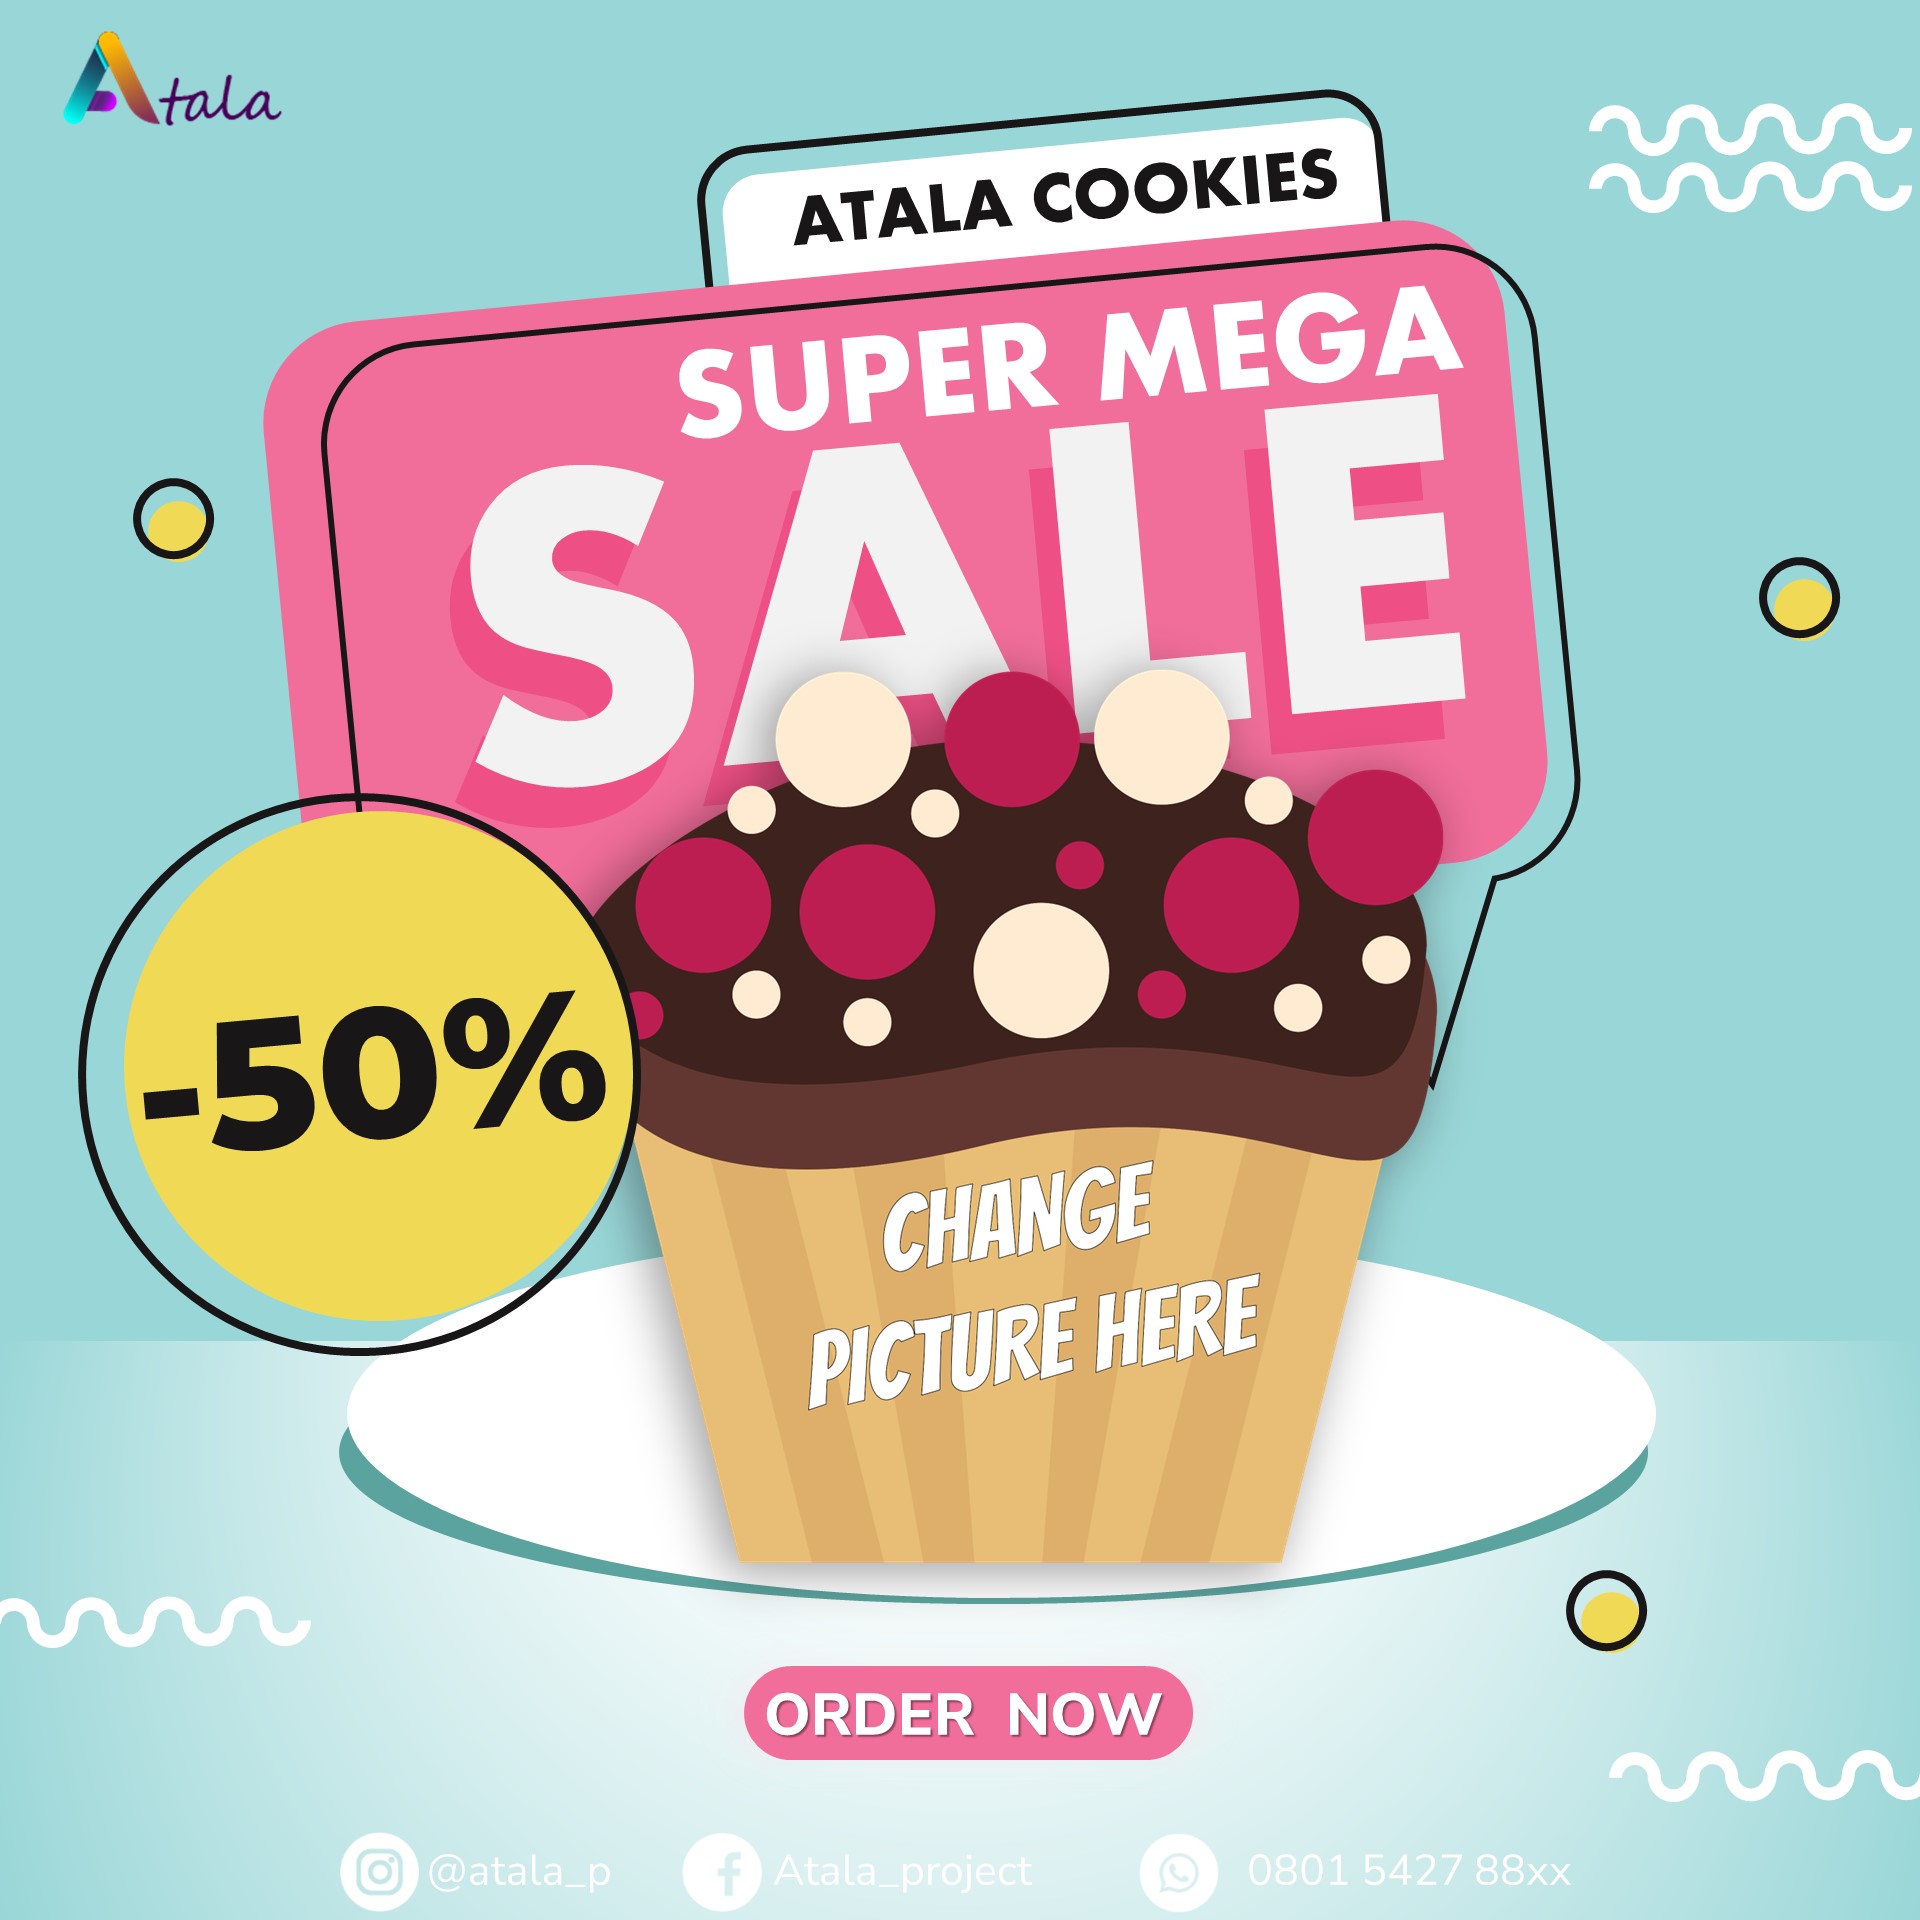 Atala
ATALA COOKIES
SUPER MEGA
SALE
-50%
CHANGE
PICTURE HERE
ORDER NOW
@atala_p
Atala_project
0801 5427 88xx